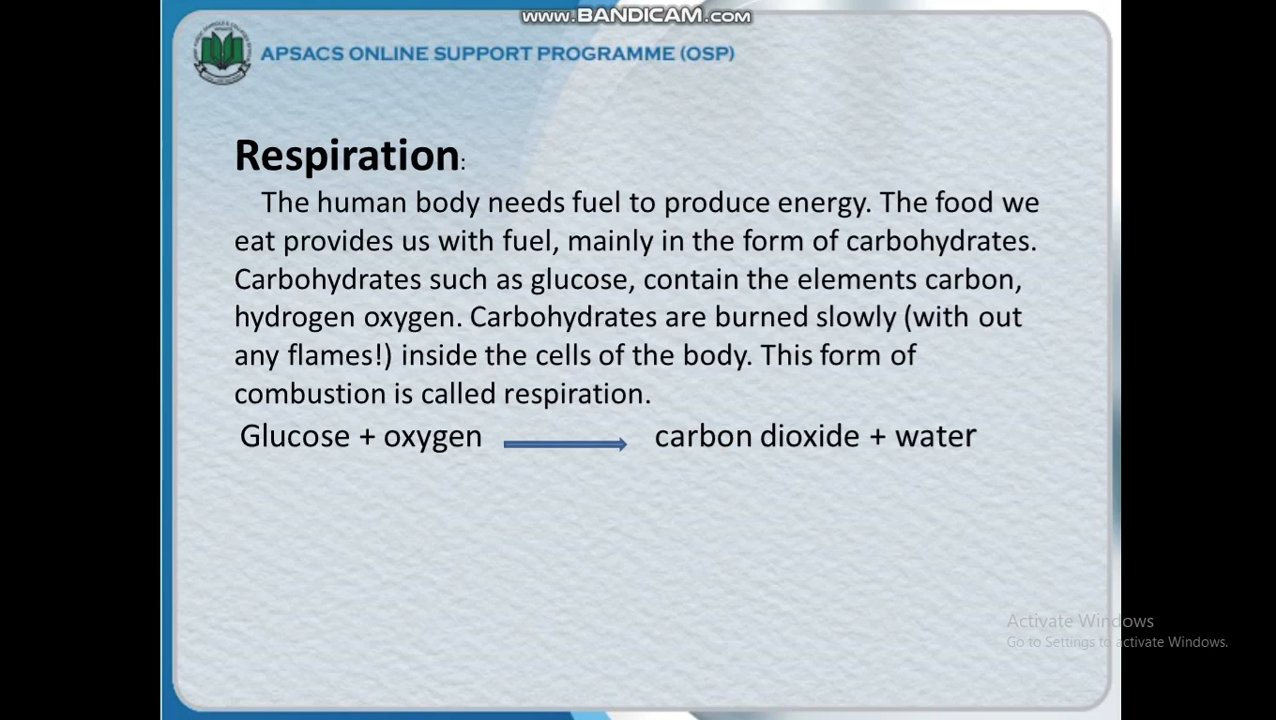 www.BANDICAM.com
APSACS ONLINE SUPPORT PROGRAMME (OSP)
Respiration:
The human body needs fuel to produce energy. The food we
eat provides us with fuel, mainly in the form of carbohydrates.
Carbohydrates such as glucose, contain the elements carbon,
hydrogen oxygen. Carbohydrates are burned slowly (with out
any flames!) inside the cells of the body. This form of
combustion is called respiration.
Glucose + oxygen carbon dioxide + water
Activate Windows
Go to Settings to activate Windows.